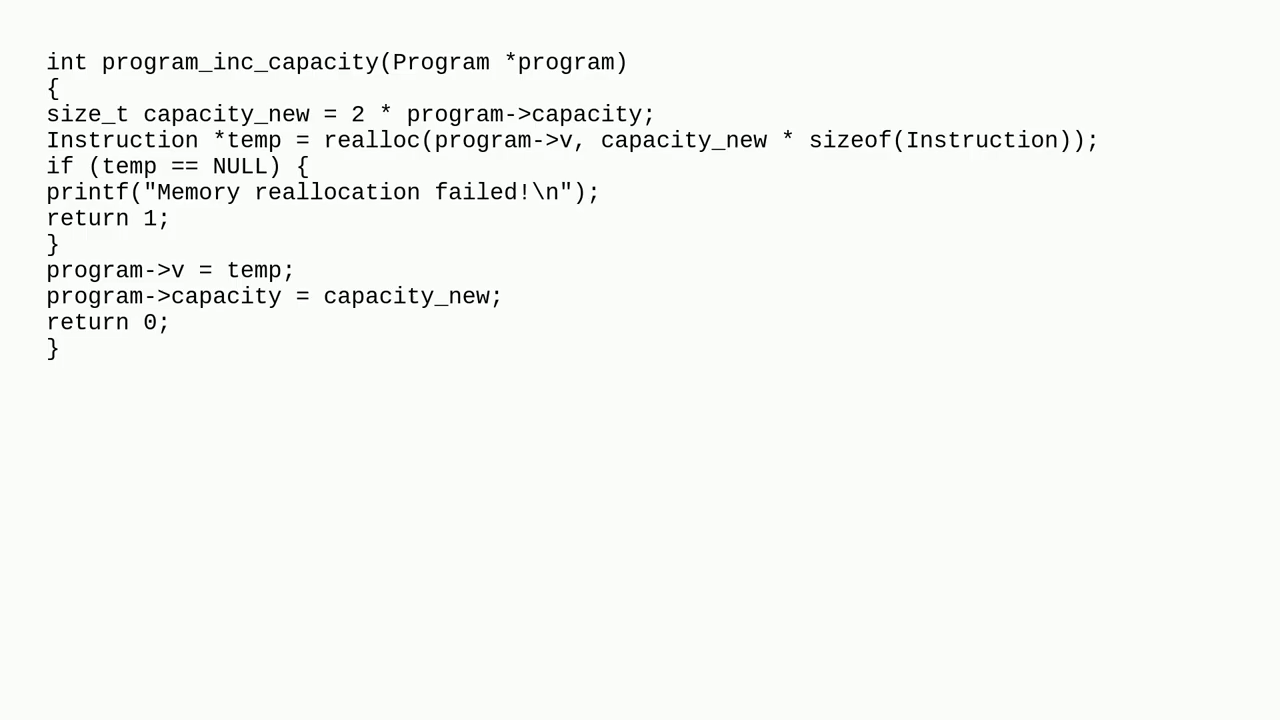 int program_inc_capacity(Program *program)
{
size_t capacity_new = 2 * program->capacity;
Instruction *temp = realloc(program->v, capacity_new * sizeof(Instruction));
if (temp == NULL) {
printf("Memory reallocation failed!\n");
return 1;
}
program->v = temp;
program->capacity = capacity_new;
return 0;
}